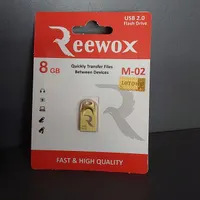 USB 2.0
Flash Drive
Reewox
8 GB
Quickly Transfer Files
Between Devices
M-02
FAST & HIGH QUALITY